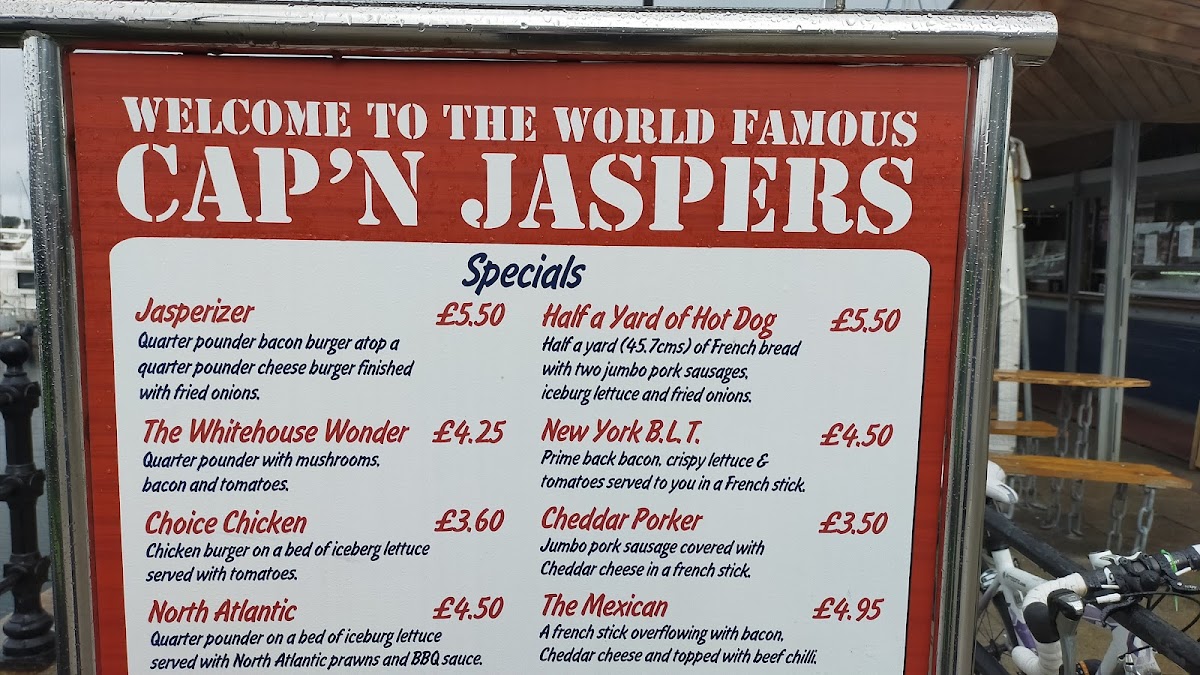 WELCOME TO THE WORLD FAMOUS
CAP'N JASPERS
Specials
Jasperizer £5.50
Quarter pounder bacon burger atop a
quarter pounder cheese burger finished
with fried onions.
The Whitehouse Wonder £4.25
Quarter pounder with mushrooms,
bacon and tomatoes.
Choice Chicken £3.60
Chicken burger on a bed of iceberg lettuce
served with tomatoes.
North Atlantic £4.50
Quarter pounder on a bed of iceburg lettuce
served with North Atlantic prawns and BBQ sauce.
Half a Yard of Hot Dog £5.50
Half a yard (45.7cms) of French bread
with two jumbo pork sausages,
iceburg lettuce and fried onions.
New York B.L.T. £4.50
Prime back bacon, crispy lettuce &
tomatoes served to you in a French stick.
Cheddar Porker £3.50
Jumbo pork sausage covered with
Cheddar cheese in a french stick.
The Mexican £4.95
A french stick overflowing with bacon,
Cheddar cheese and topped with beef chilli.